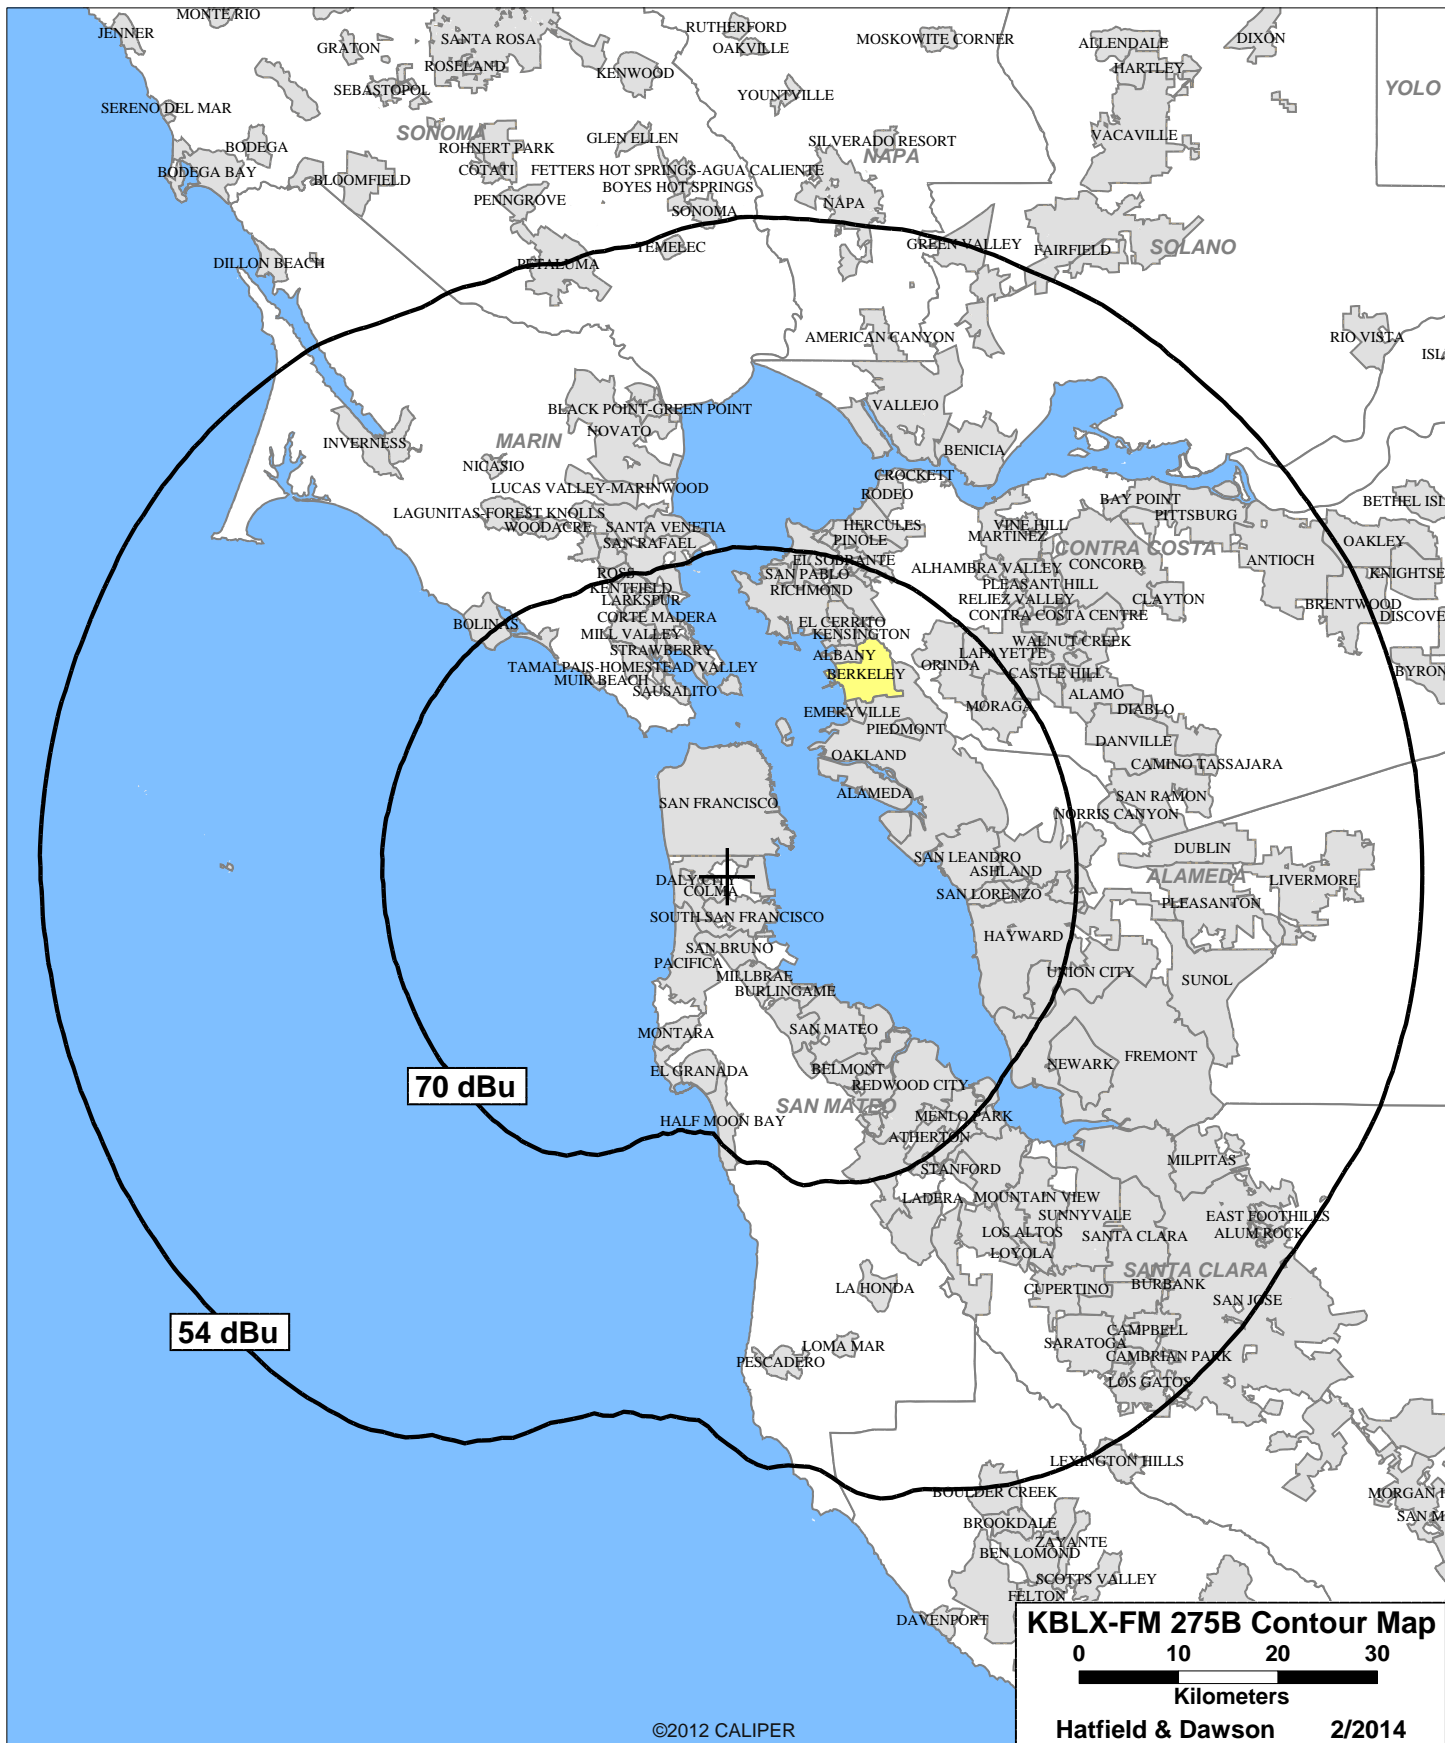 MONTE RIO
JENNER
GRATON
SANTA ROSA
RUTHERFORD
OAKVILLE
MOSKOWITE CORNER
ALLENDALE
DIXON
ROSELAND
KENWOOD
HARTLEY
SEBASTOPOL
YOUNTVILLE
YOLO
SERENO DEL MAR
SONOMA
GLEN ELLEN
SILVERADO RESORT
VACAVILLE
BODEGA
ROHNERT PARK
NAPA
BODEGA BAY
BLOOMFIELD
COTATI
FETTERS HOT SPRINGS-AGUA CALIENTE
BOYES HOT SPRINGS
PENNGROVE
SONOMA
NAPA
TEMELEC
GREEN VALLEY
FAIRFIELD
SOLANO
DILLON BEACH
PETALUMA
AMERICAN CANYON
RIO VISTA
ISL
BLACK POINT-GREEN POINT
VALLEJO
INVERNESS
MARIN
NOVATO
BENICIA
NICASIO
CROCKETT
LUCAS VALLEY-MARINWOOD
RODEO
BAY POINT
BETHEL ISL
LAGUNITAS-FOREST KNOLLS
WOODACRE
SANTA VENETIA
HERCULES
VINE HILL
PITTSBURG
SAN RAFAEL
PINOLE
MARTINEZ
CONTRA COSTA
OAKLEY
EL SOBRANTE
ALHAMBRA VALLEY
CONCORD
ANTIOCH
ROSS
SAN PABLO
KNIGHTSE
KENTFIELD
RICHMOND
PLEASANT HILL
LARKSPUR
RELIEZ VALLEY
CLAYTON
BRENTWOOD
BOLINAS
CORTE MADERA
EL CERRITO
CONTRA COSTA CENTRE
DISCOVE
MILL VALLEY
KENSINGTON
STRAWBERRY
ALBANY
LAFAYETTE
WALNUT CREEK
TAMALPAIS-HOMESTEAD VALLEY
BERKELEY
ORINDA
CASTLE HILL
BYRON
MUIR BEACH
SAUSALITO
ALAMO
EMERYVILLE
MORAGA
DIABLO
PIEDMONT
DANVILLE
OAKLAND
CAMINO TASSAJARA
ALAMEDA
SAN RAMON
SAN FRANCISCO
NORRIS CANYON
SAN LEANDRO
DUBLIN
ASHLAND
ALAMEDA
LIVERMORE
DALY CITY
COLMA
SAN LORENZO
PLEASANTON
SOUTH SAN FRANCISCO
HAYWARD
SAN BRUNO
PACIFICA
MILLBRAE
UNION CITY
SUNOL
BURLINGAME
MONTARA
SAN MATEO
FREMONT
EL GRANADA
BELMONT
NEWARK
70 dBu
REDWOOD CITY
SAN MATEO
HALF MOON BAY
MENLO PARK
ATHERTON
MILPITAS
STANFORD
LADERA
MOUNTAIN VIEW
SUNNYVALE
EAST FOOTHILLS
LOS ALTOS
SANTA CLARA
ALUM ROCK
LOYOLA
SANTA CLARA
LA HONDA
CUPERTINO
BURBANK
SAN JOSE
54 dBu
CAMPBELL
LOMA MAR
SARATOGA
PESCADERO
CAMBRIAN PARK
LOS GATOS
LEXINGTON HILLS
BOULDER CREEK
MORGAN H
BROOKDALE
SAN M
ZAYANTE
BEN LOMOND
SCOTTS VALLEY
FELTON
DAVENPORT
KBLX-FM 275B Contour Map
0 10 20 30
Kilometers
Hatfield & Dawson 2/2014
©2012 CALIPER